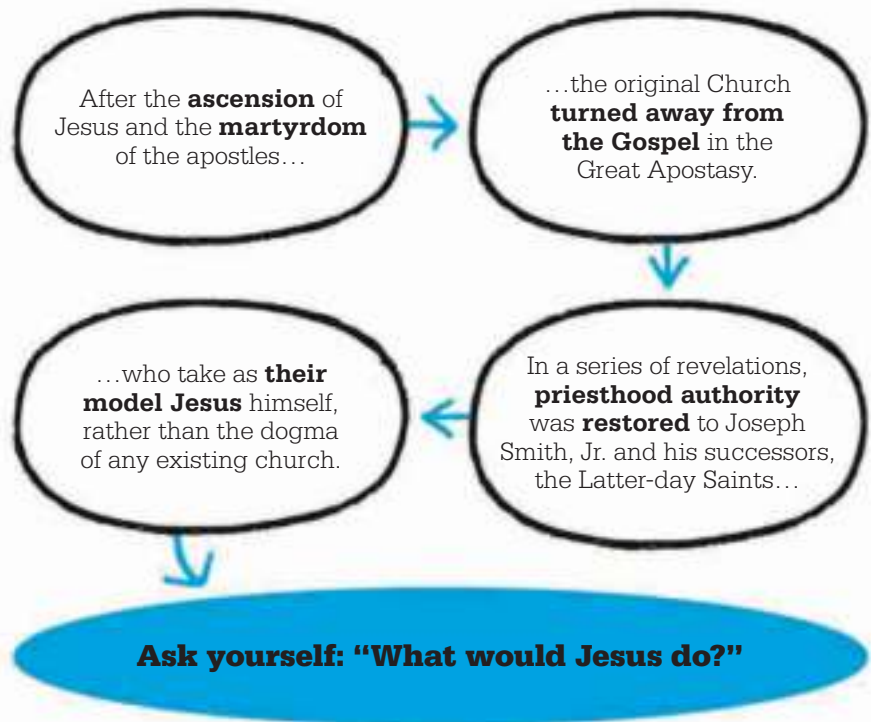 After the ascension of
Jesus and the martyrdom
of the apostles…
…the original Church
turned away from
the Gospel in the
Great Apostasy.
In a series of revelations,
priesthood authority
was restored to Joseph
Smith, Jr. and his successors,
the Latter-day Saints…
…who take as their
model Jesus himself,
rather than the dogma
of any existing church.
Ask yourself: “What would Jesus do?”